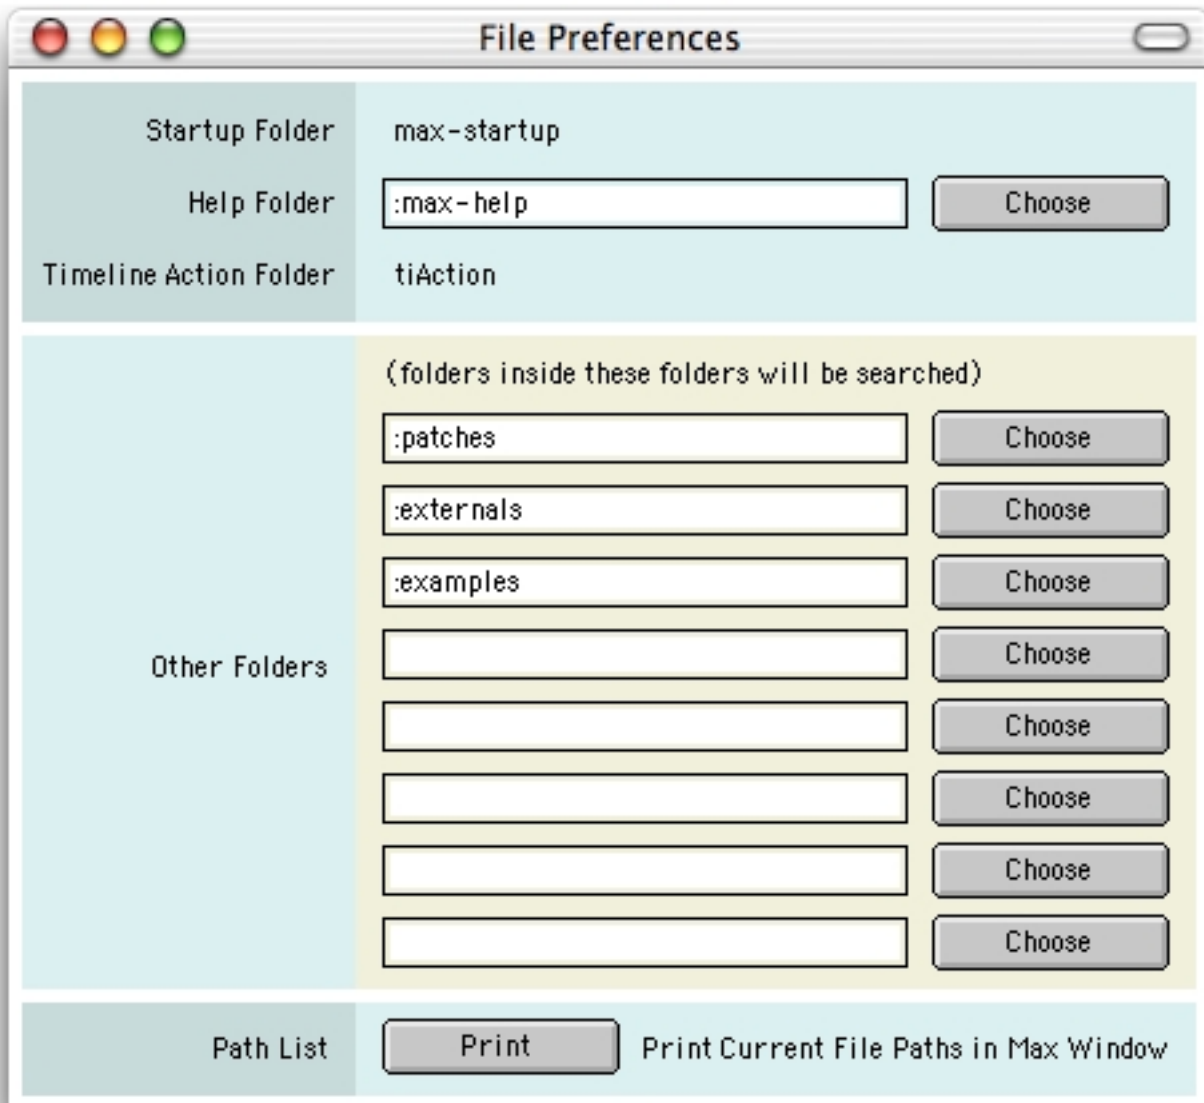 File Preferences
Startup Folder max-startup
Help Folder :max-help Choose
Timeline Action Folder tiAction
(folders inside these folders will be searched)
:patches Choose
:externals Choose
:examples Choose
Choose
Other Folders
Choose
Choose
Choose
Choose
Path List Print Print Current File Paths in Max Window